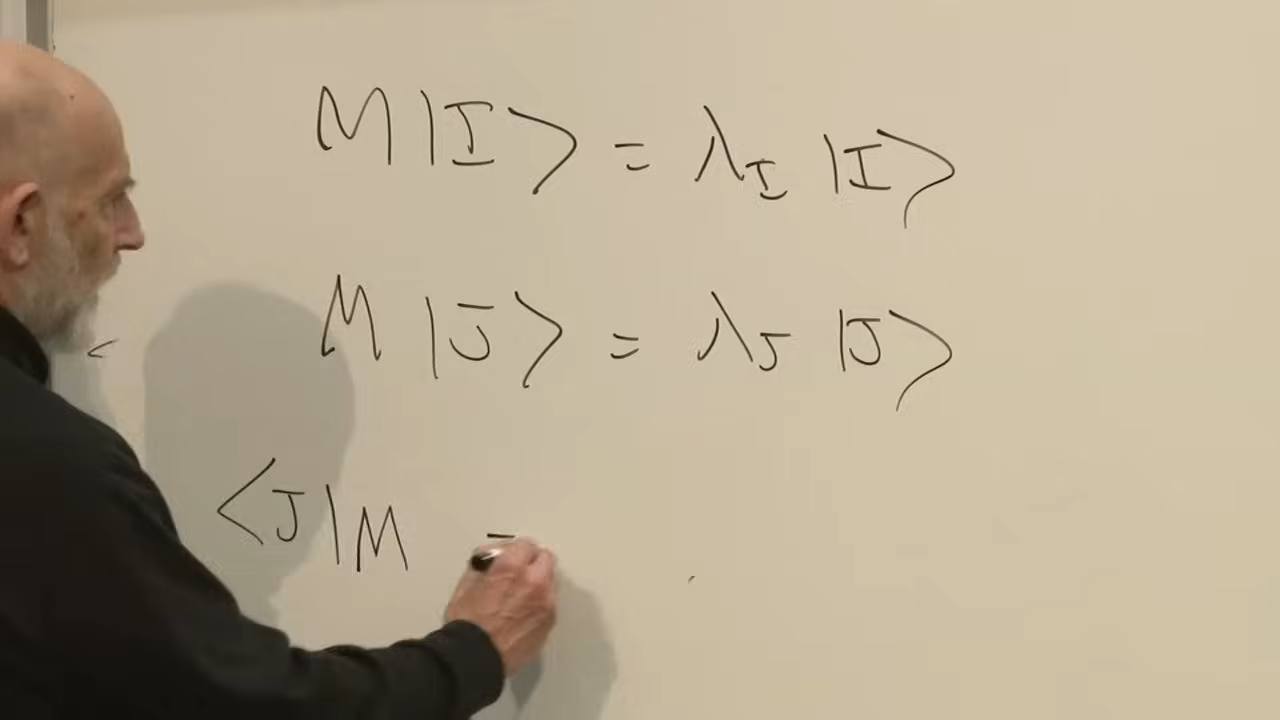 M |I> = λ_I |I>
M |J> = λ_J |J>
<J|M =